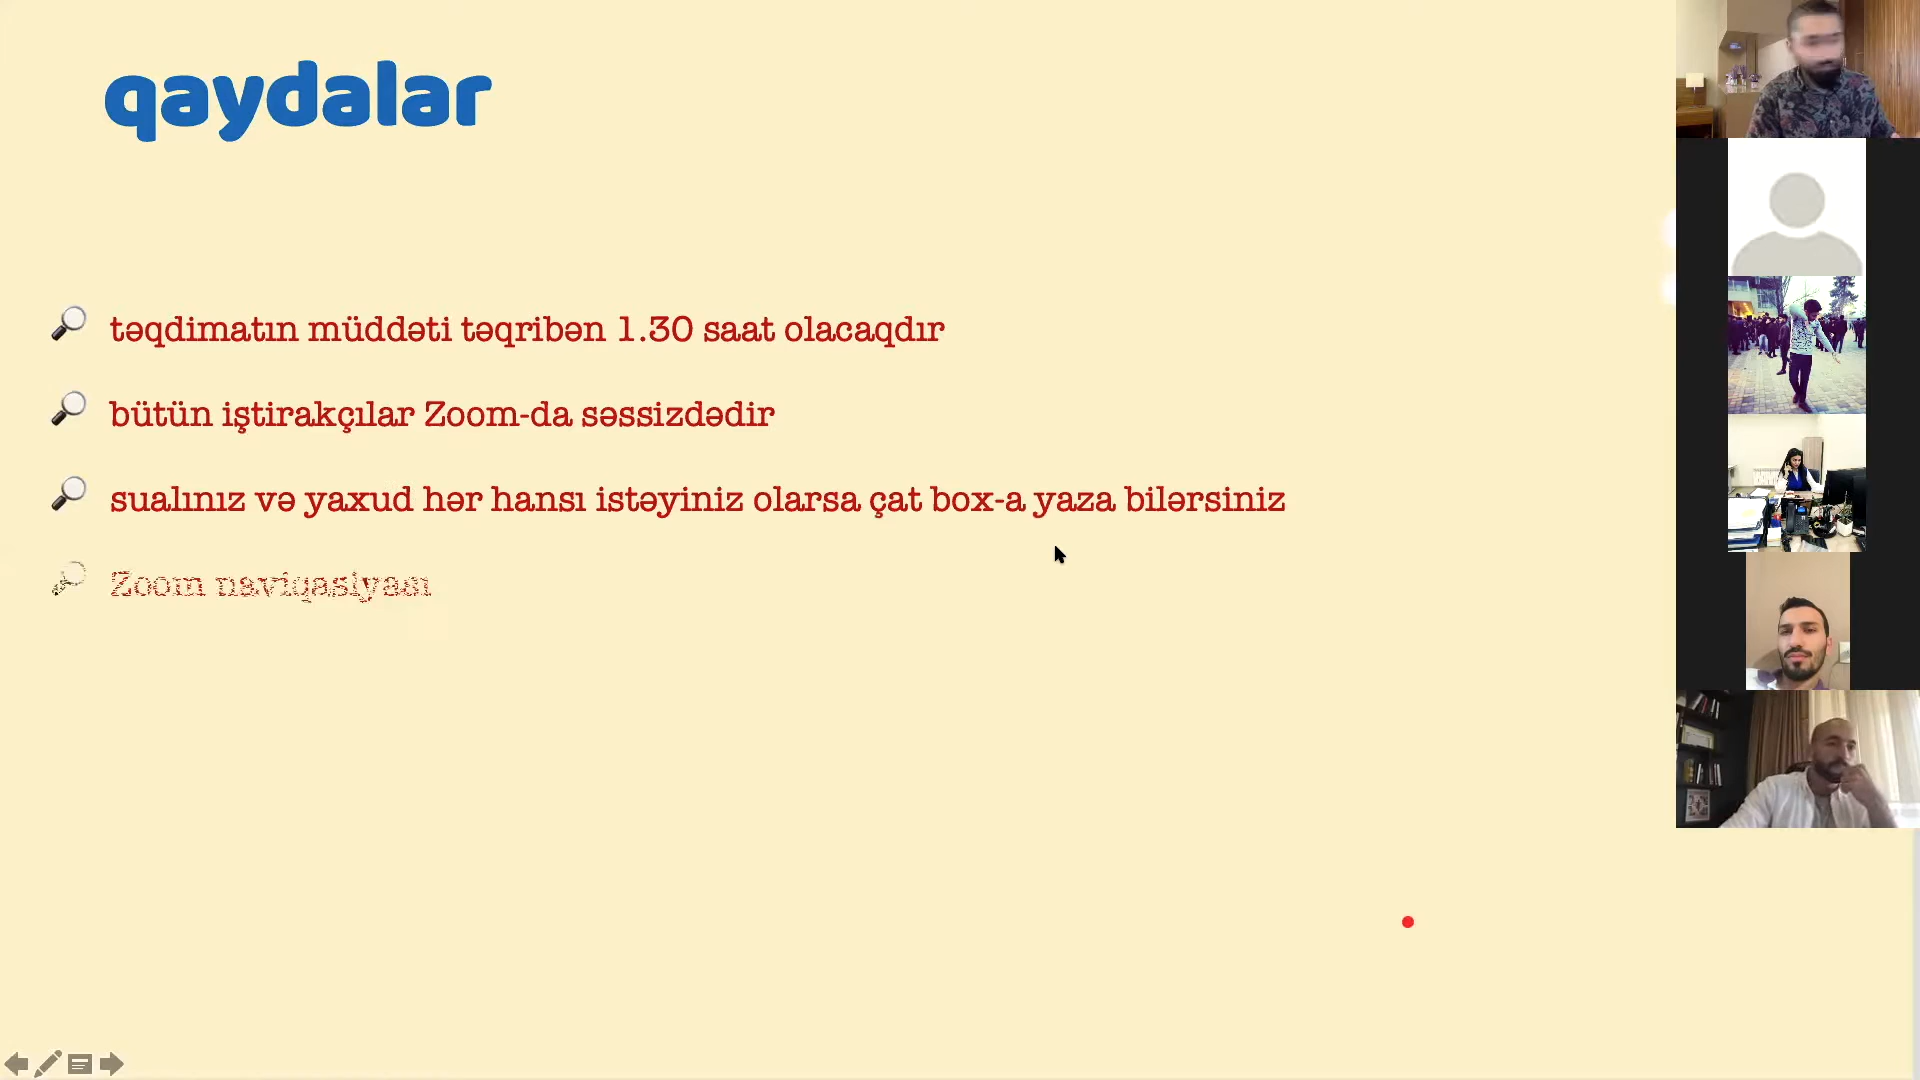 qaydalar
təqdimatın müddəti təqribən 1.30 saat olacaqdır
bütün iştirakçılar Zoom-da səssizdədir
sualınız və yaxud hər hansı istəyiniz olarsa çat box-a yaza bilərsiniz
Zoom naviqasiyası